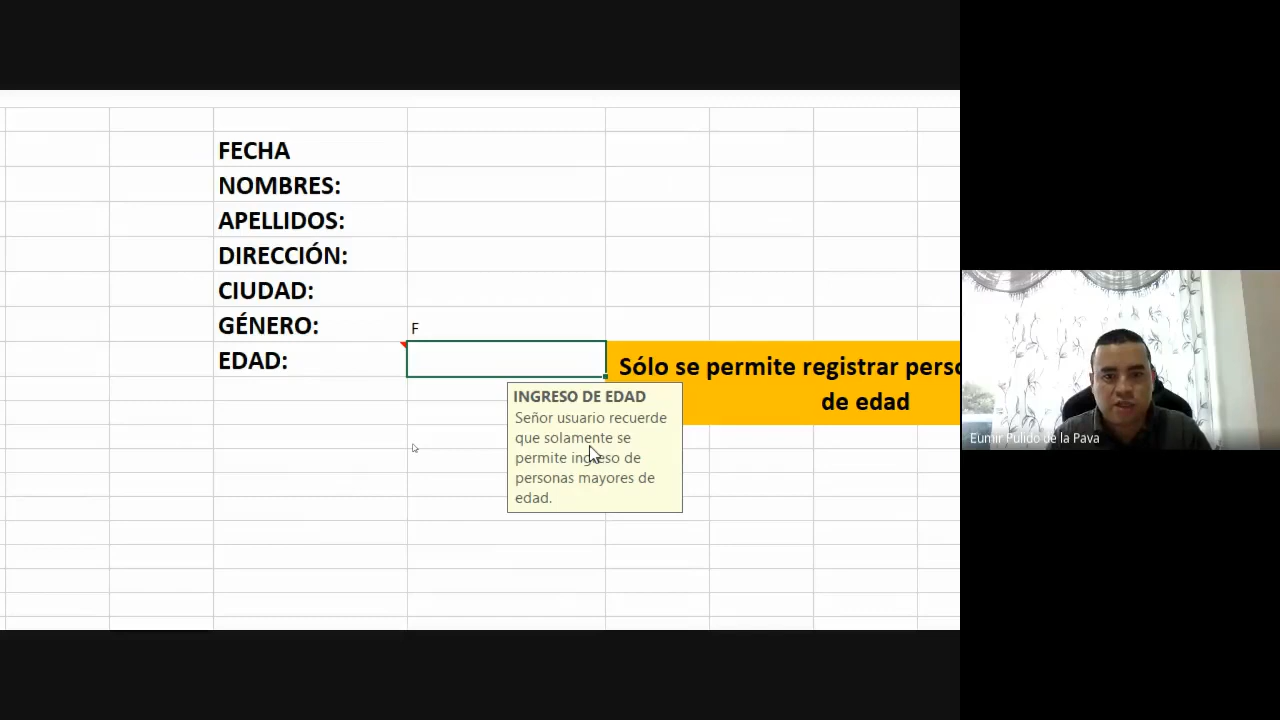 FECHA
NOMBRES:
APELLIDOS:
DIRECCIÓN:
CIUDAD:
GÉNERO:
F
EDAD:
Sólo se permite registrar
de edad
INGRESO DE EDAD
Señor usuario recuerde
que solamente se
permite ingreso de
personas mayores de
edad.
Eumir Pulido de la Pava